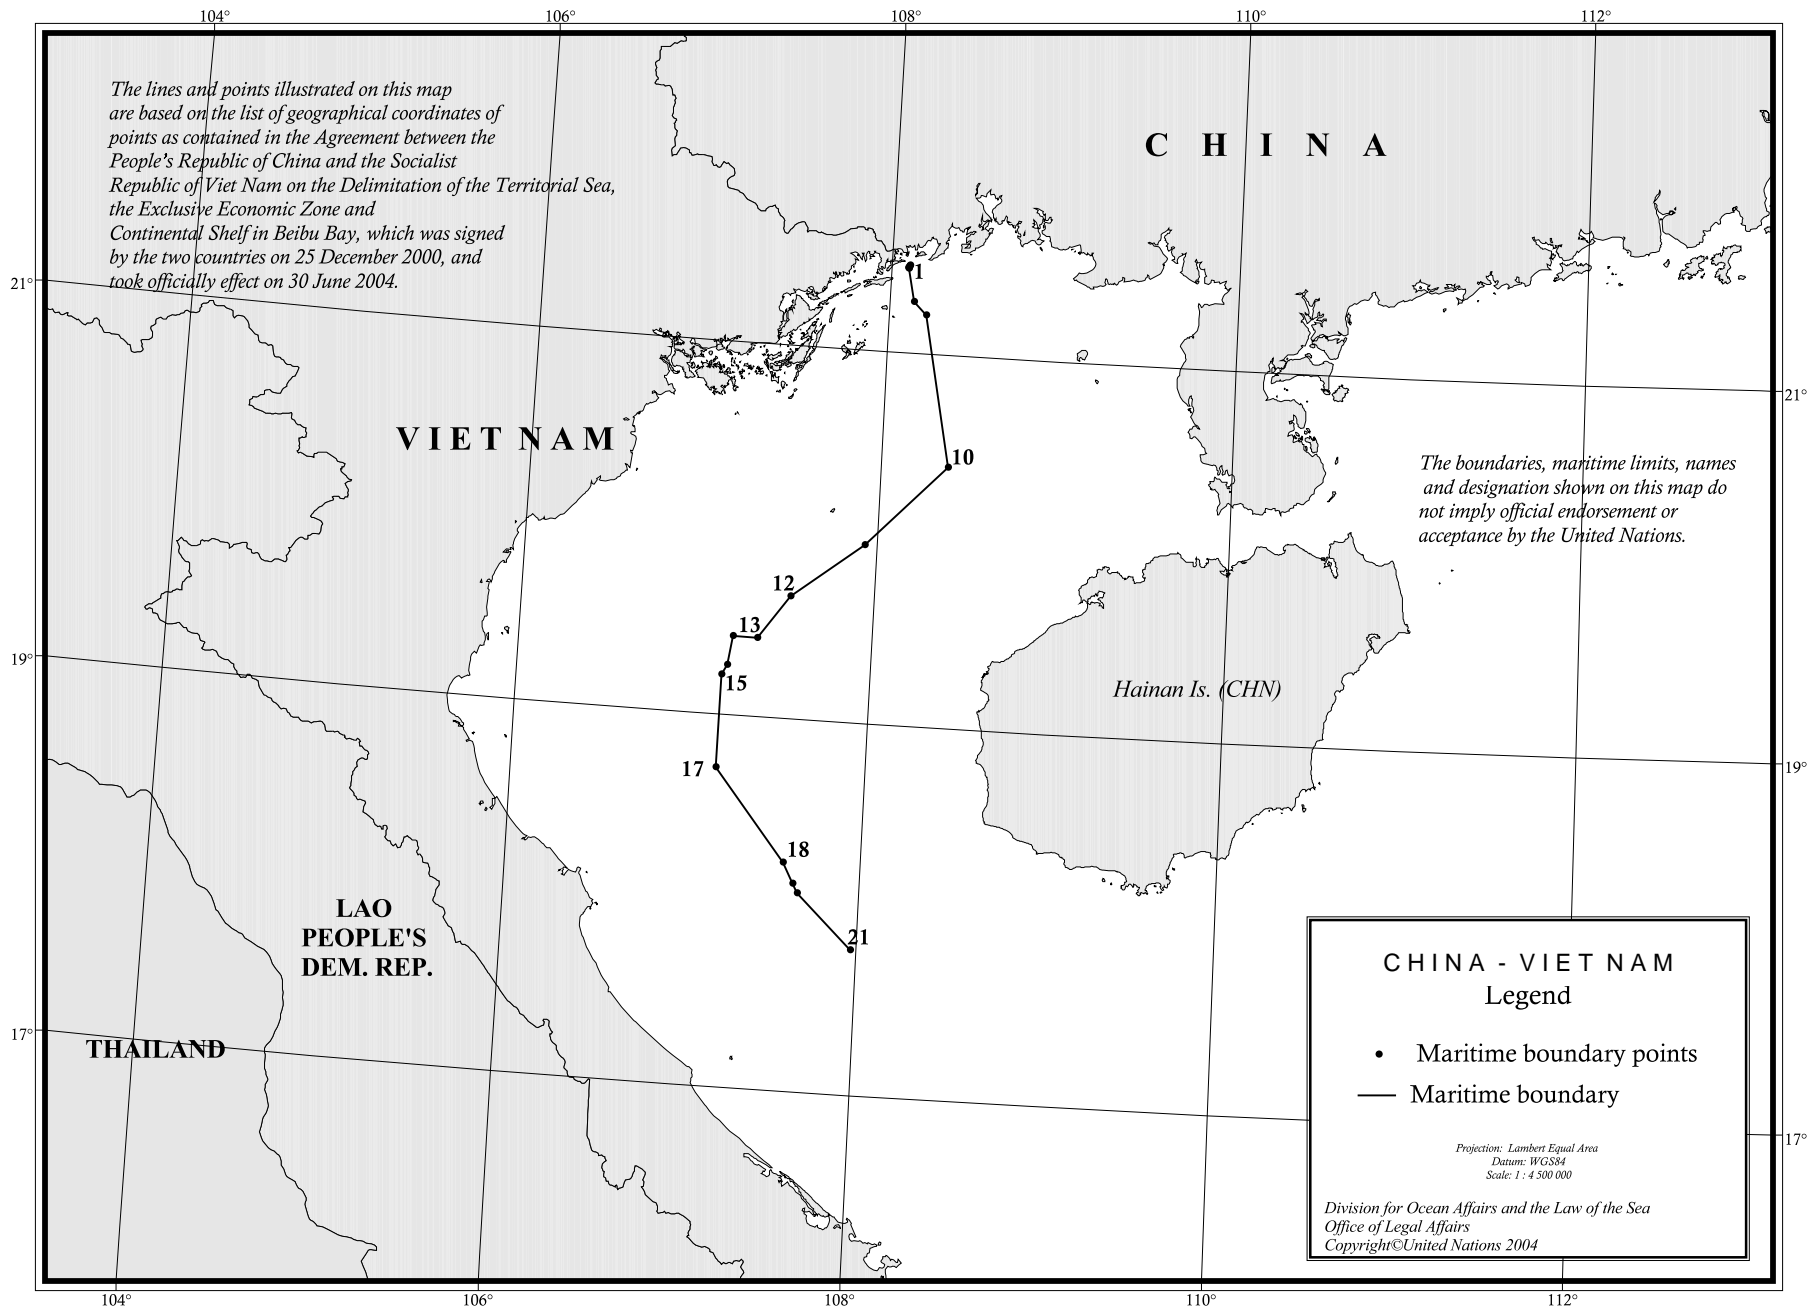 104°
106°
108°
110°
112°
The lines and points illustrated on this map
are based on the list of geographical coordinates of
points as contained in the Agreement between the
People's Republic of China and the Socialist
Republic of Viet Nam on the Delimitation of the Territorial Sea,
the Exclusive Economic Zone and
Continental Shelf in Beibu Bay, which was signed
by the two countries on 25 December 2000, and
took officially effect on 30 June 2004.
CHINA
1
21°
21°
VIET NAM
10
The boundaries, maritime limits, names
and designation shown on this map do
not imply official endorsement or
acceptance by the United Nations.
12
13
19°
15
Hainan Is. (CHN)
17
19°
18
LAO
PEOPLE'S
DEM. REP.
21
17°
THAILAND
CHINA - VIET NAM
Legend
Maritime boundary points
Maritime boundary
17°
Projection: Lambert Equal Area
Datum: WGS84
Scale: 1 : 4 500 000
Division for Ocean Affairs and the Law of the Sea
Office of Legal Affairs
Copyright©United Nations 2004
104°
106°
108°
110°
112°